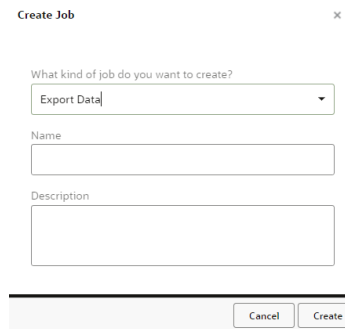 Create Job
What kind of job do you want to create?
Export Data
Name
Description
Cancel
Create